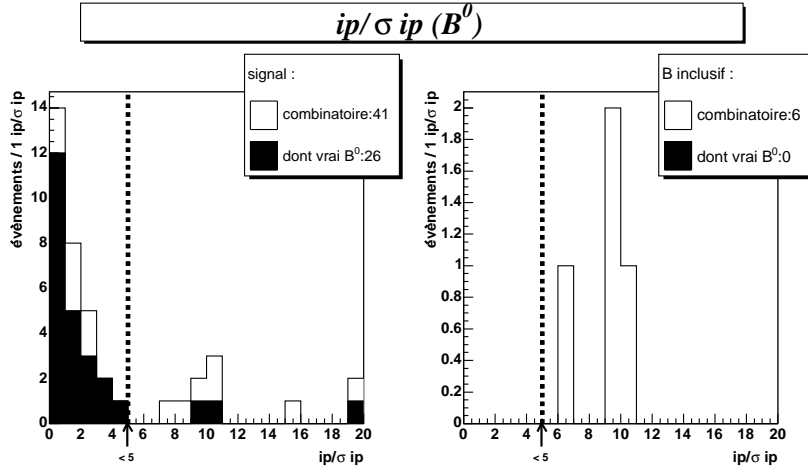 ip/σ ip (B⁰)
signal :
combinatoire:41
dont vrai B⁰:26
évènements / 1 ip/σ ip
14
12
10
8
6
4
2
0
0 2 4 6 8 10 12 14 16 18 20
< 5
ip/σ ip
B inclusif :
combinatoire:6
dont vrai B⁰:0
évènements / 1 ip/σ ip
2
1.8
1.6
1.4
1.2
1
0.8
0.6
0.4
0.2
0
0 2 4 6 8 10 12 14 16 18 20
< 5
ip/σ ip